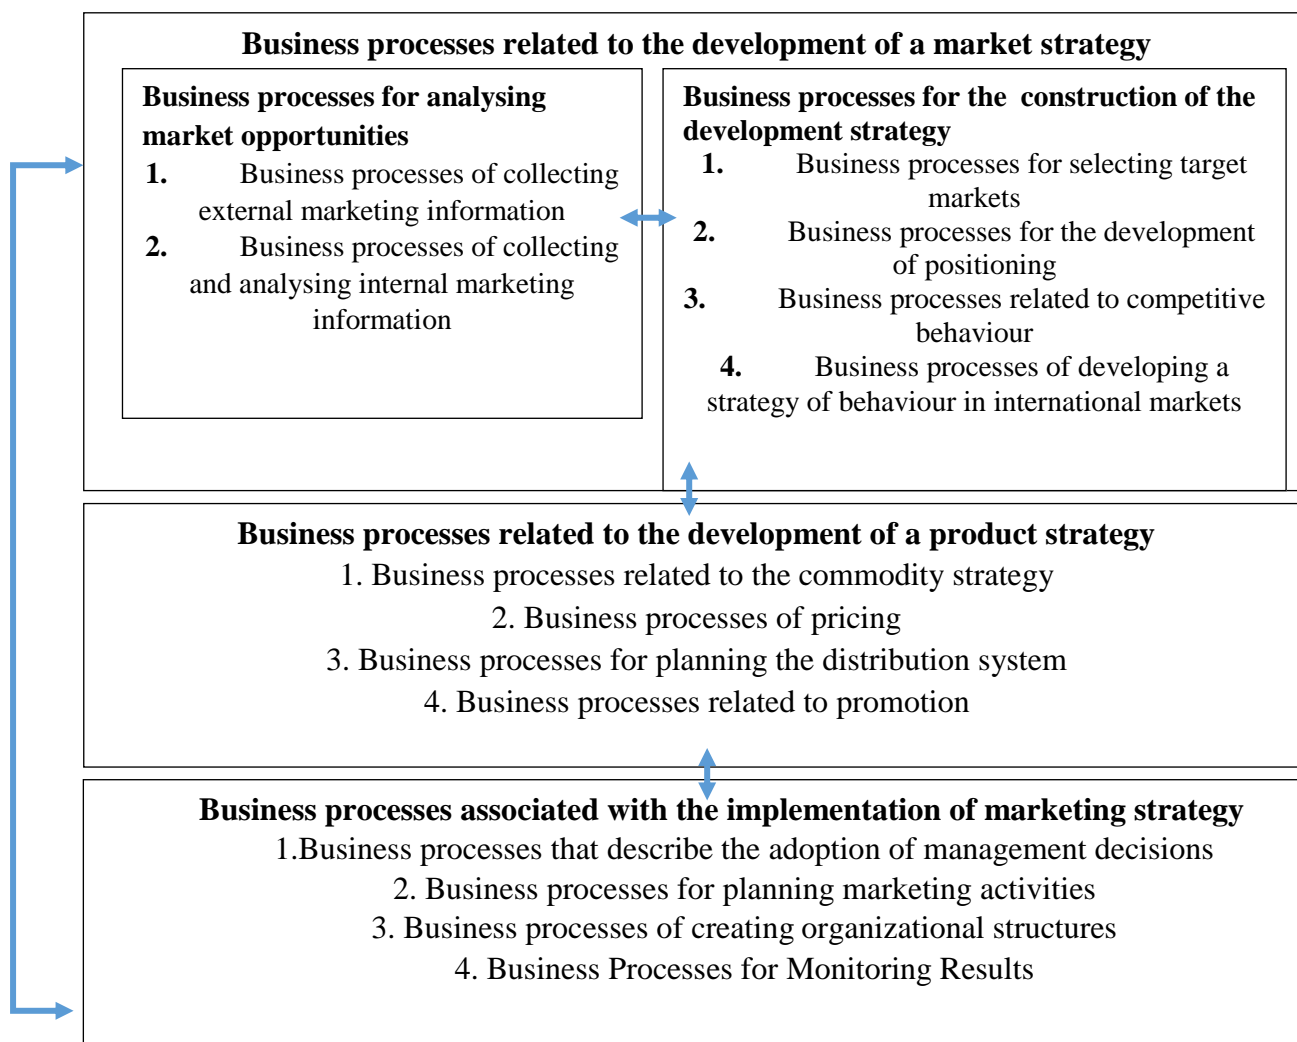 Business processes related to the development of a market strategy
Business processes for analysing
market opportunities
1. Business processes of collecting
external marketing information
2. Business processes of collecting
and analysing internal marketing
information
Business processes for the construction of the
development strategy
1. Business processes for selecting target
markets
2. Business processes for the development
of positioning
3. Business processes related to competitive
behaviour
4. Business processes of developing a
strategy of behaviour in international markets
Business processes related to the development of a product strategy
1. Business processes related to the commodity strategy
2. Business processes of pricing
3. Business processes for planning the distribution system
4. Business processes related to promotion
Business processes associated with the implementation of marketing strategy
1.Business processes that describe the adoption of management decisions
2. Business processes for planning marketing activities
3. Business processes of creating organizational structures
4. Business Processes for Monitoring Results